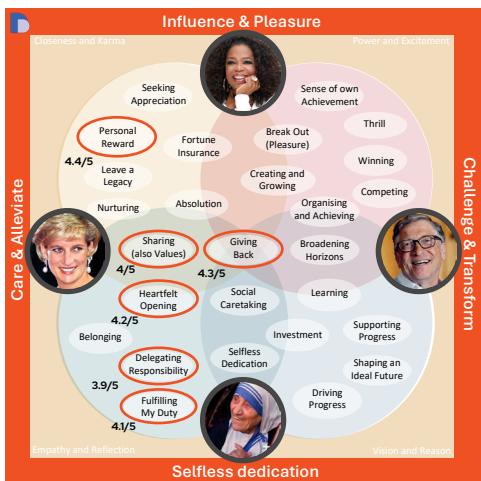 Influence & Pleasure
Closeness and Karma
Power and Excitement
Seeking
Appreciation
Sense of own
Achievement
Personal
Reward
4.4/5
Fortune
Insurance
Break Out
(Pleasure)
Thrill
Winning
Leave a
Legacy
Creating and
Growing
Competing
Nurturing
Absolution
Organising
and Achieving
Care & Alleviate
Challenge & Transform
Sharing
(also Values)
4/5
Giving
Back
4.3/5
Broadening
Horizons
Heartfelt
Opening
4.2/5
Social
Caretaking
Learning
Belonging
Investment
Supporting
Progress
Delegating
Responsibility
3.9/5
Selfless
Dedication
Shaping an
Ideal Future
Fulfilling
My Duty
4.1/5
Driving
Progress
Empathy and Reflection
Vision and Reason
Selfless dedication